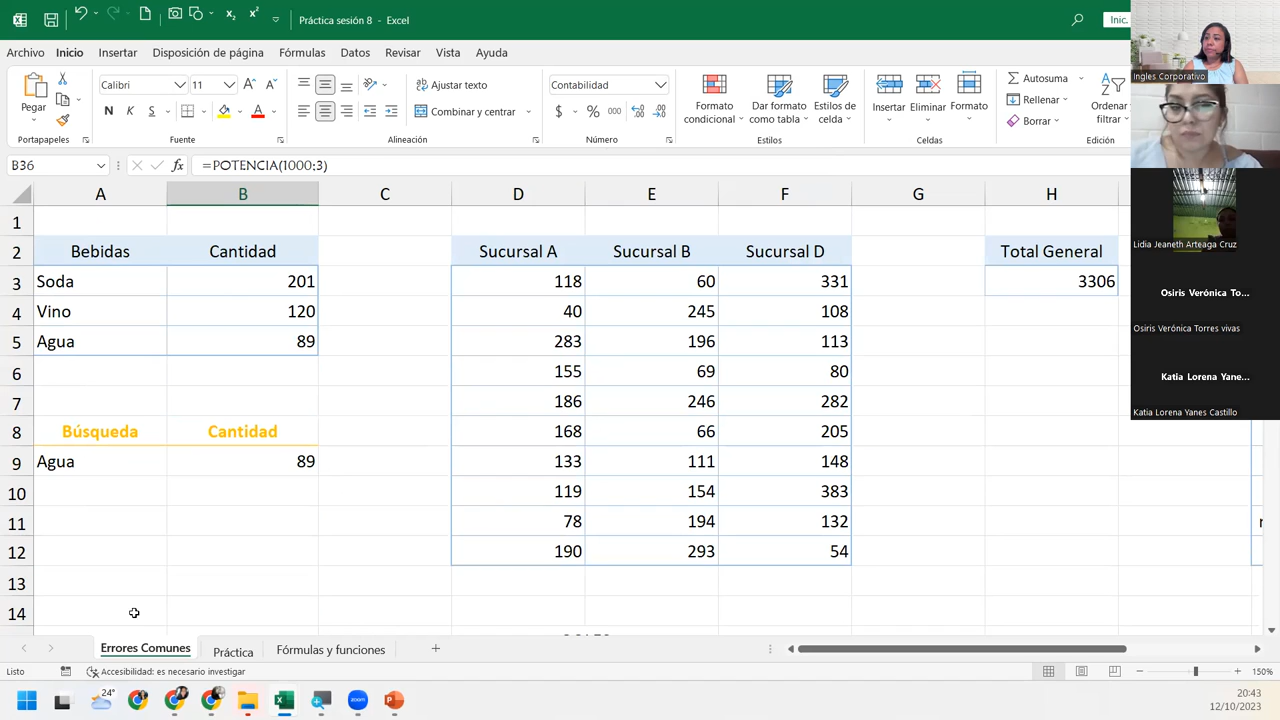 Práctica sesión 8 - Excel
Inic.
Archivo Inicio Insertar Disposición de página Fórmulas Datos Revisar Vista Ayuda
Pegar
Calibri 11
N K S
Ajustar texto
Combinar y centrar
Contabilidad
$ % 000
Formato condicional
Dar formato como tabla
Estilos de celda
Insertar Eliminar Formato
Autosuma
Rellenar
Borrar
Ordenar filtrar
Portapapeles Fuente Alineación Número Estilos Celdas Edición
B36 fx =POTENCIA(1000;3)
A B C D E F G H
1
2 Bebidas Cantidad Sucursal A Sucursal B Sucursal D Total General
3 Soda 201 118 60 331 3306
4 Vino 120 40 245 108
5 Agua 89 283 196 113
6 155 69 80
7 186 246 282
8 Búsqueda Cantidad 168 66 205
9 Agua 89 133 111 148
10 119 154 383
11 78 194 132
12 190 293 54
13
14
Errores Comunes Práctica Fórmulas y funciones +
Listo Accesibilidad: es necesario investigar 150%
24°
zoom
20:43
12/10/2023
Ingles Corporativo
Lidia Jeaneth Arteaga Cruz
Osiris Verónica To...
Osiris Verónica Torres vivas
Katia Lorena Yane...
Katia Lorena Yanes Castillo